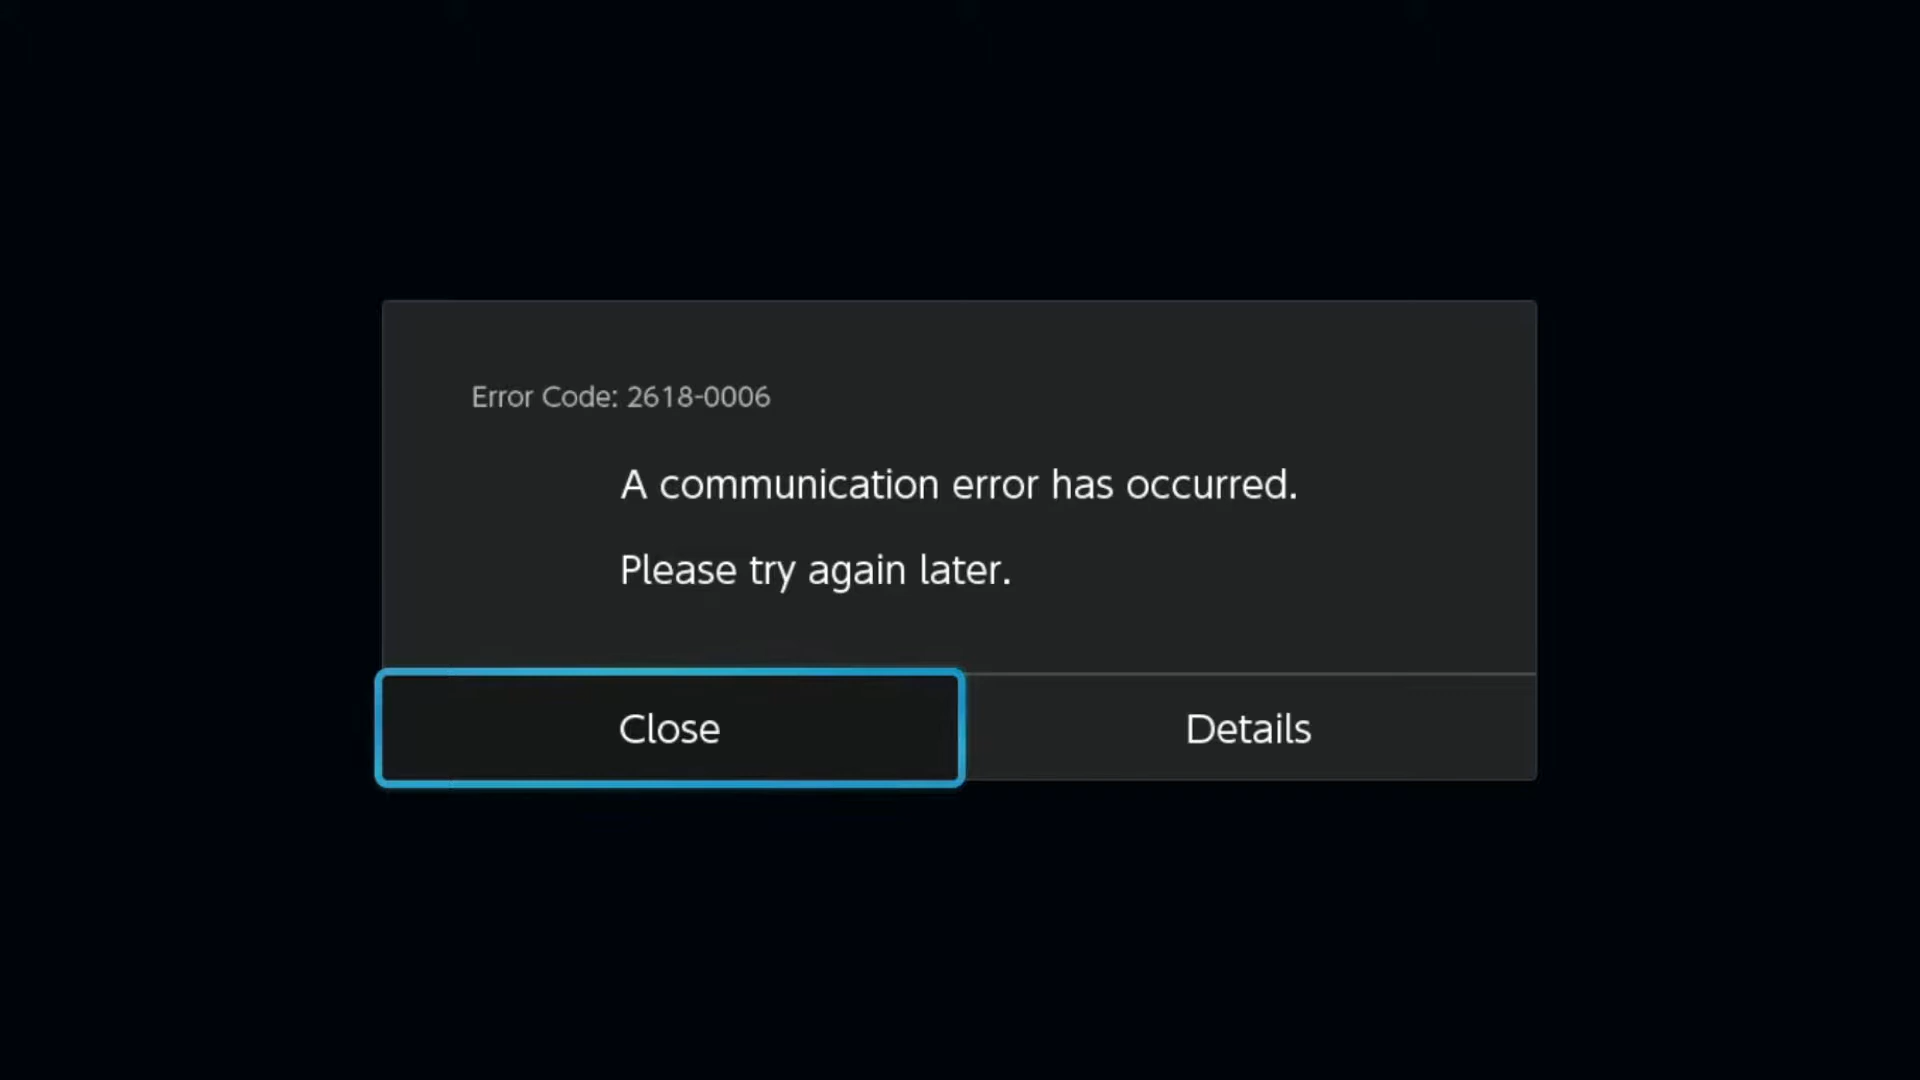 Error Code: 2618-0006
A communication error has occurred.
Please try again later.
Close
Details